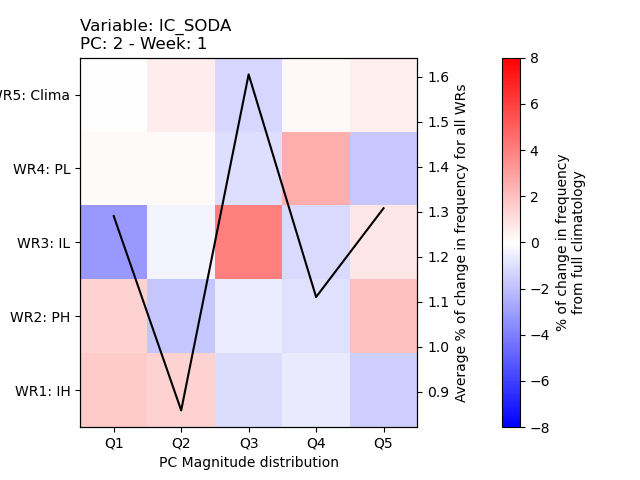 Variable: IC_SODA
PC: 2 - Week: 1
R5: Clima
WR4: PL
WR3: IL
WR2: PH
WR1: IH
Q1 Q2 Q3 Q4 Q5
PC Magnitude distribution
1.6
1.5
1.4
1.3
1.2
1.1
1.0
0.9
Average % of change in frequency for all WRs
8
6
4
2
0
−2
−4
−6
−8
% of change in frequency
from full climatology